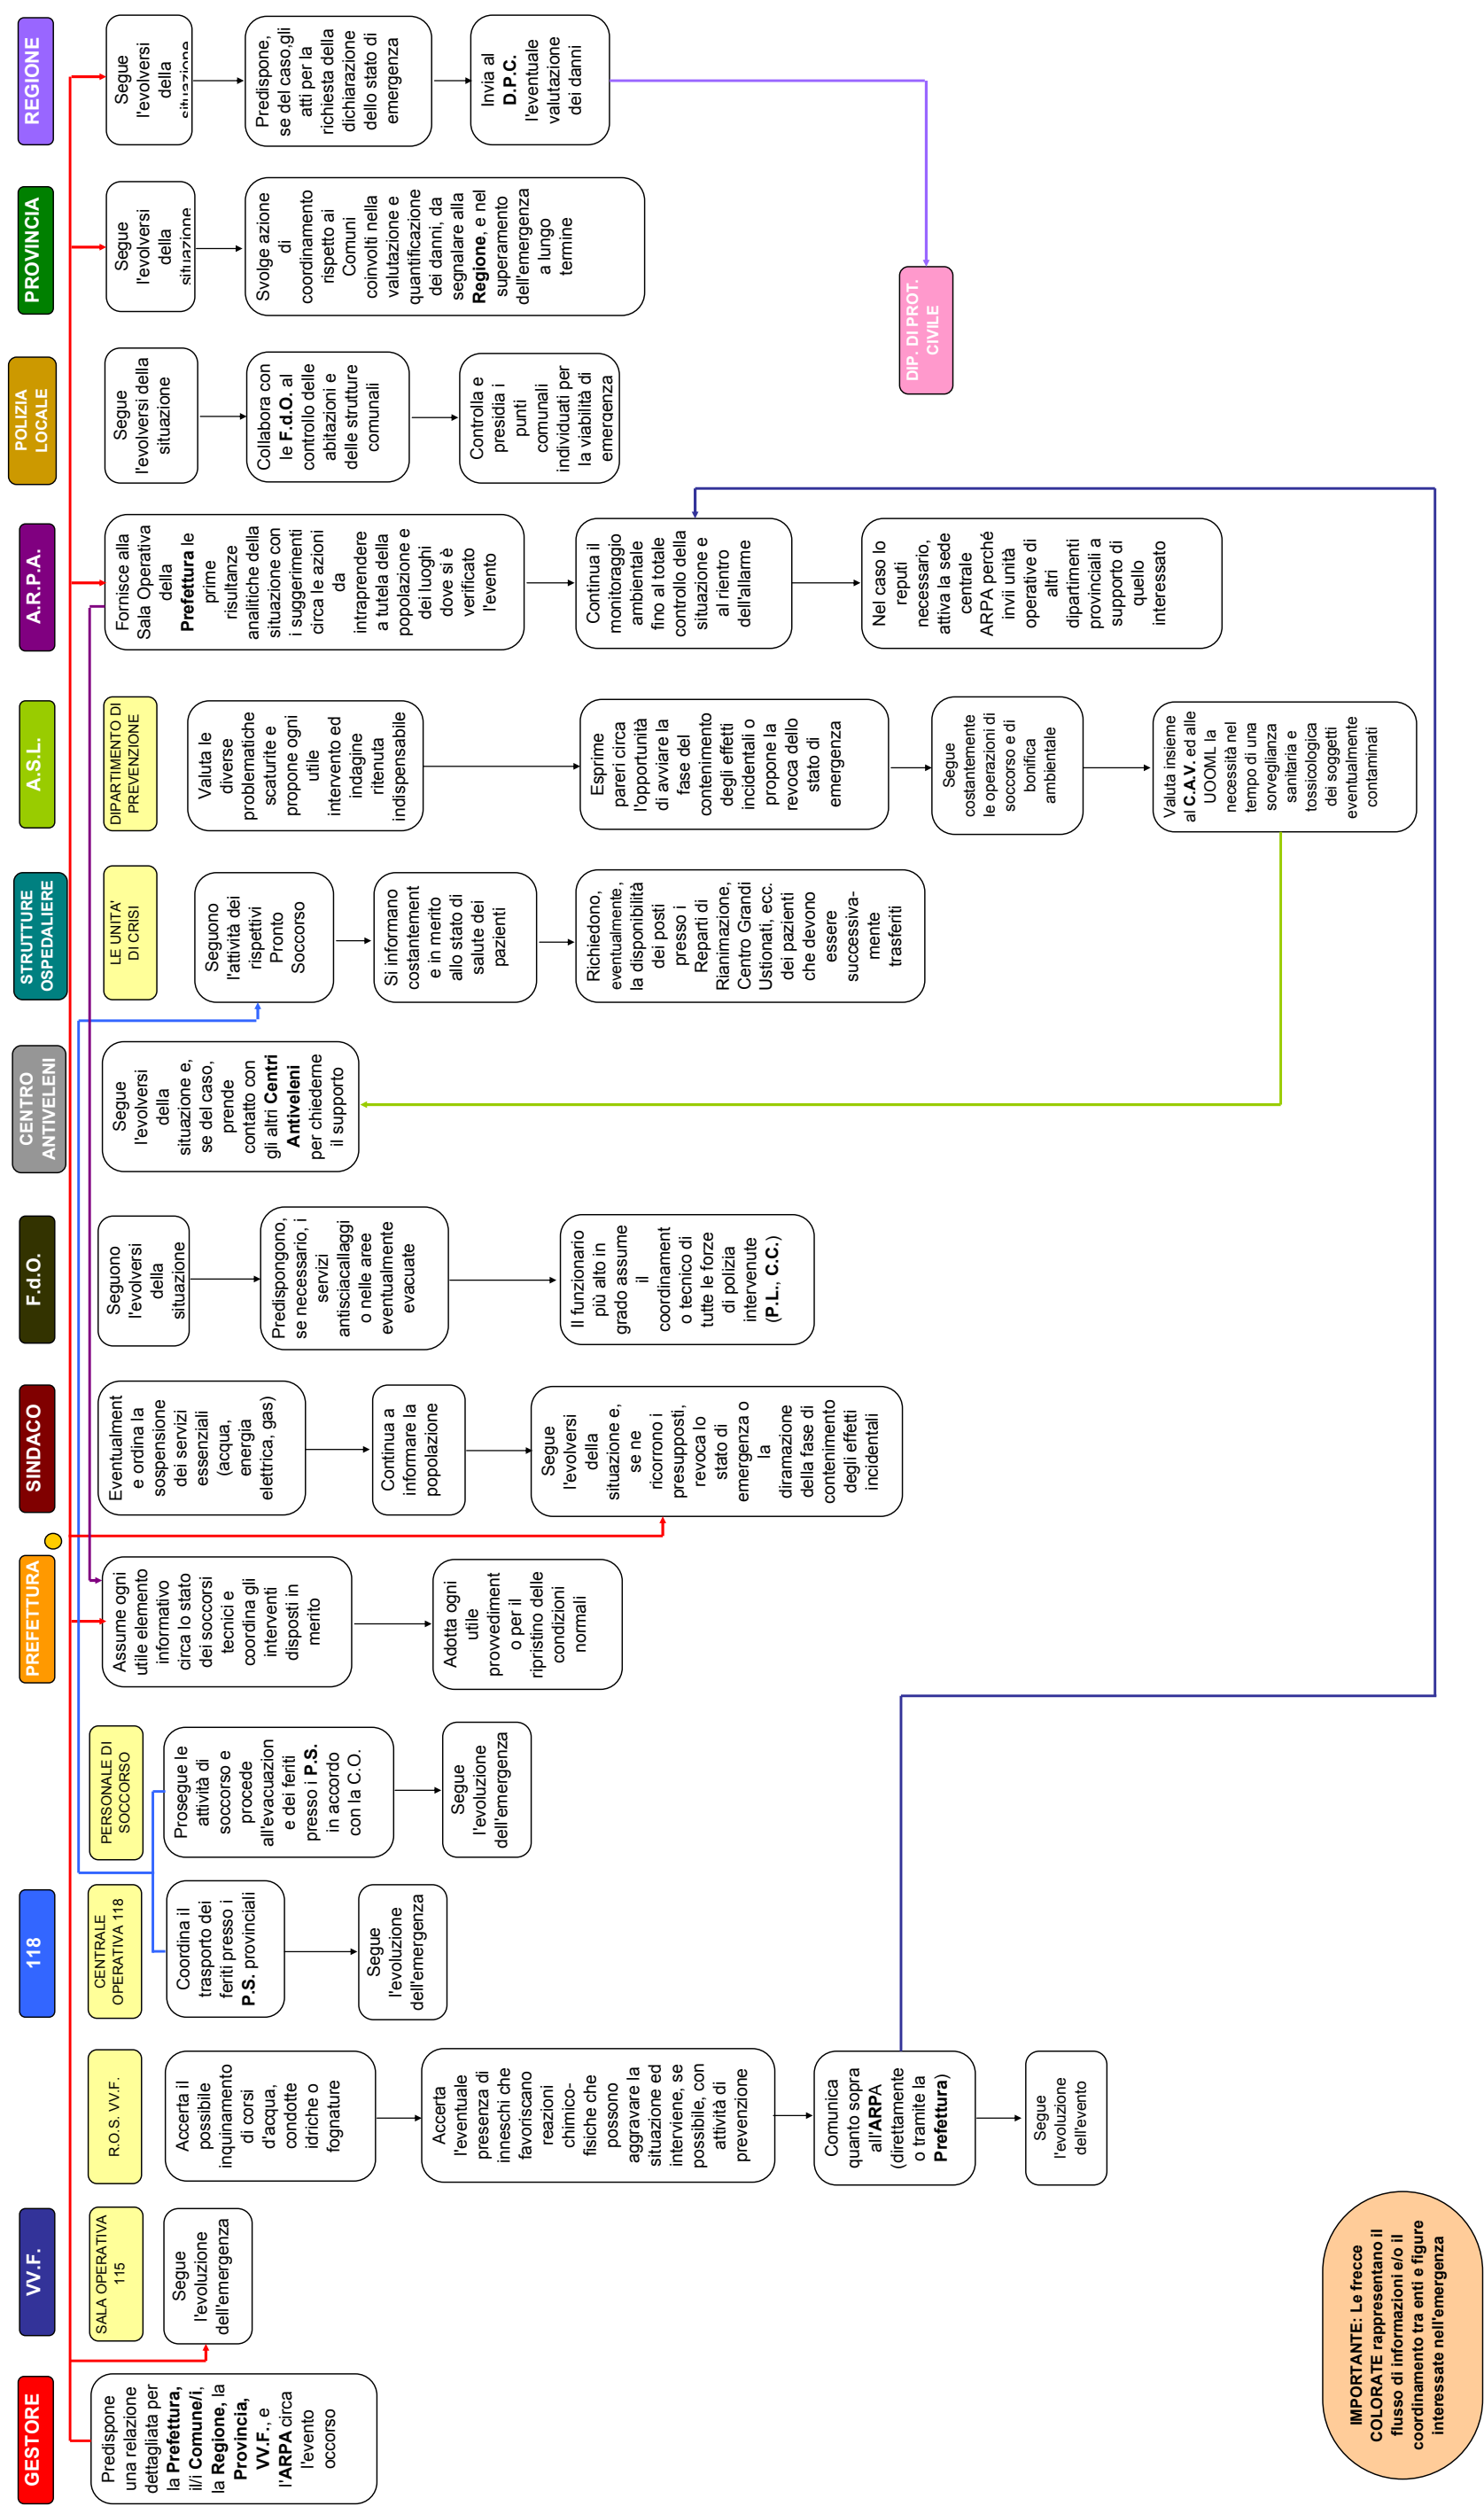 GESTORE
Predispone
una relazione
dettagliata per
la Prefettura,
il/i Comune/i,
la Regione, la
Provincia,
VV.F., e
l'ARPA circa
l'evento
occorso
VV.F.
SALA OPERATIVA
115
Segue
l'evoluzione
dell'emergenza
R.O.S. VV.F.
Accerta il
possibile
inquinamento
di corsi
d'acqua,
condotte
idriche o
fognature
Accerta
l'eventuale
presenza di
inneschi che
favoriscano
reazioni
chimico-
fisiche che
possono
aggravare la
situazione ed
interviene, se
possibile, con
attività di
prevenzione
Comunica
quanto sopra
all'ARPA
(direttamente
o tramite la
Prefettura)
Segue
l'evoluzione
dell'evento
118
CENTRALE
OPERATIVA 118
Coordina il
trasporto dei
feriti presso i
P.S. provinciali
Segue
l'evoluzione
dell'emergenza
PERSONALE DI
SOCCORSO
Prosegue le
attività di
soccorso e
procede
all'evacuazion
e dei feriti
presso i P.S.
in accordo
con la C.O.
Segue
l'evoluzione
dell'emergenza
PREFETTURA
Assume ogni
utile elemento
informativo
circa lo stato
dei soccorsi
tecnici e
coordina gli
interventi
disposti in
merito
Adotta ogni
utile
provvediment
o per il
ripristino delle
condizioni
normali
SINDACO
Eventualment
e ordina la
sospensione
dei servizi
essenziali
(acqua,
energia
elettrica, gas)
Continua a
informare la
popolazione
Segue
l'evolversi
della
situazione e,
se ne
ricorrono i
presupposti,
revoca lo
stato di
emergenza o
la
diramazione
della fase di
contenimento
degli effetti
incidentali
F.d.O.
Seguono
l'evolversi
della
situazione
Predispongono,
se necessario, i
servizi
antisciacallaggi
o nelle aree
eventualmente
evacuate
Il funzionario
più alto in
grado assume
il
coordinament
o tecnico di
tutte le forze
di polizia
intervenute
(P.L., C.C.)
CENTRO
ANTIVELENI
Segue
l'evolversi
della
situazione e,
se del caso,
prende
contatto con
gli altri Centri
Antiveleni
per chiederne
il supporto
STRUTTURE
OSPEDALIERE
LE UNITA'
DI CRISI
Seguono
l'attività dei
rispettivi
Pronto
Soccorso
Si informano
costantement
e in merito
allo stato di
salute dei
pazienti
Richiedono,
eventualmente,
la disponibilità
dei posti
presso i
Reparti di
Rianimazione,
Centro Grandi
Ustionati, ecc.
dei pazienti
che devono
essere
successiva-
mente
trasferiti
A.S.L.
DIPARTIMENTO DI
PREVENZIONE
Valuta le
diverse
problematiche
scaturite e
propone ogni
utile
intervento ed
indagine
ritenuta
indispensabile
Esprime
pareri circa
l'opportunità
di avviare la
fase del
contenimento
degli effetti
incidentali o
propone la
revoca dello
stato di
emergenza
Segue
costantemente
le operazioni di
soccorso e di
bonifica
ambientale
Valuta insieme
al C.A.V. ed alle
UOOML la
necessità nel
tempo di una
sorveglianza
sanitaria e
tossicologica
dei soggetti
eventualmente
contaminati
A.R.P.A.
Fornisce alla
Sala Operativa
della
Prefettura le
prime
risultanze
analitiche della
situazione con
i suggerimenti
circa le azioni
da
intraprendere
a tutela della
popolazione e
dei luoghi
dove si è
verificato
l'evento
Continua il
monitoraggio
ambientale
fino al totale
controllo della
situazione e
al rientro
dell'allarme
Nel caso lo
reputi
necessario,
attiva la sede
centrale
ARPA perché
invii unità
operative di
altri
dipartimenti
provinciali a
supporto di
quello
interessato
POLIZIA
LOCALE
Segue
l'evolversi della
situazione
Collabora con
le F.d.O. al
controllo delle
abitazioni e
delle strutture
comunali
Controlla e
presidia i
punti
comunali
individuati per
la viabilità di
emergenza
PROVINCIA
Segue
l'evolversi
della
situazione
Svolge azione
di
coordinamento
rispetto ai
Comuni
coinvolti nella
valutazione e
quantificazione
dei danni, da
segnalare alla
Regione, e nel
superamento
dell'emergenza
a lungo
termine
REGIONE
Segue
l'evolversi
della
situazione
Predispone,
se del caso,gli
atti per la
richiesta della
dichiarazione
dello stato di
emergenza
Invia al
D.P.C.
l'eventuale
valutazione
dei danni
DIP. DI PROT.
CIVILE
IMPORTANTE: Le frecce
COLORATE rappresentano il
flusso di informazioni e/o il
coordinamento tra enti e figure
interessate nell'emergenza